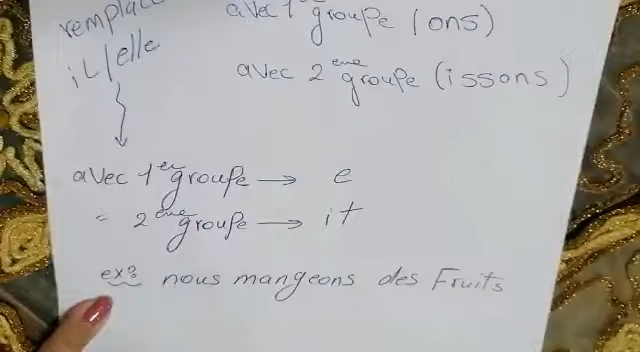 remplace
avec 1er groupe (ons)
il/elle
avec 2ème groupe (issons)
avec 1er groupe → e
" 2ème groupe → it
ex: nous mangeons des Fruits